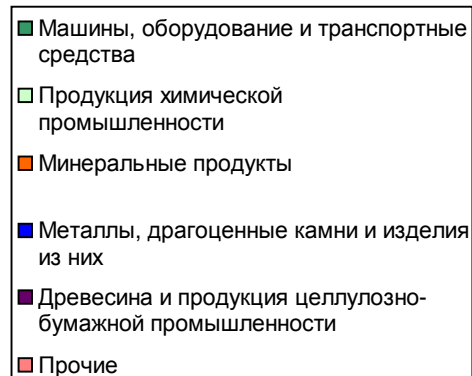 Машины, оборудование и транспортные
средства
Продукция химической
промышленности
Минеральные продукты
Металлы, драгоценные камни и изделия
из них
Древесина и продукция целлулозно-
бумажной промышленности
Прочие